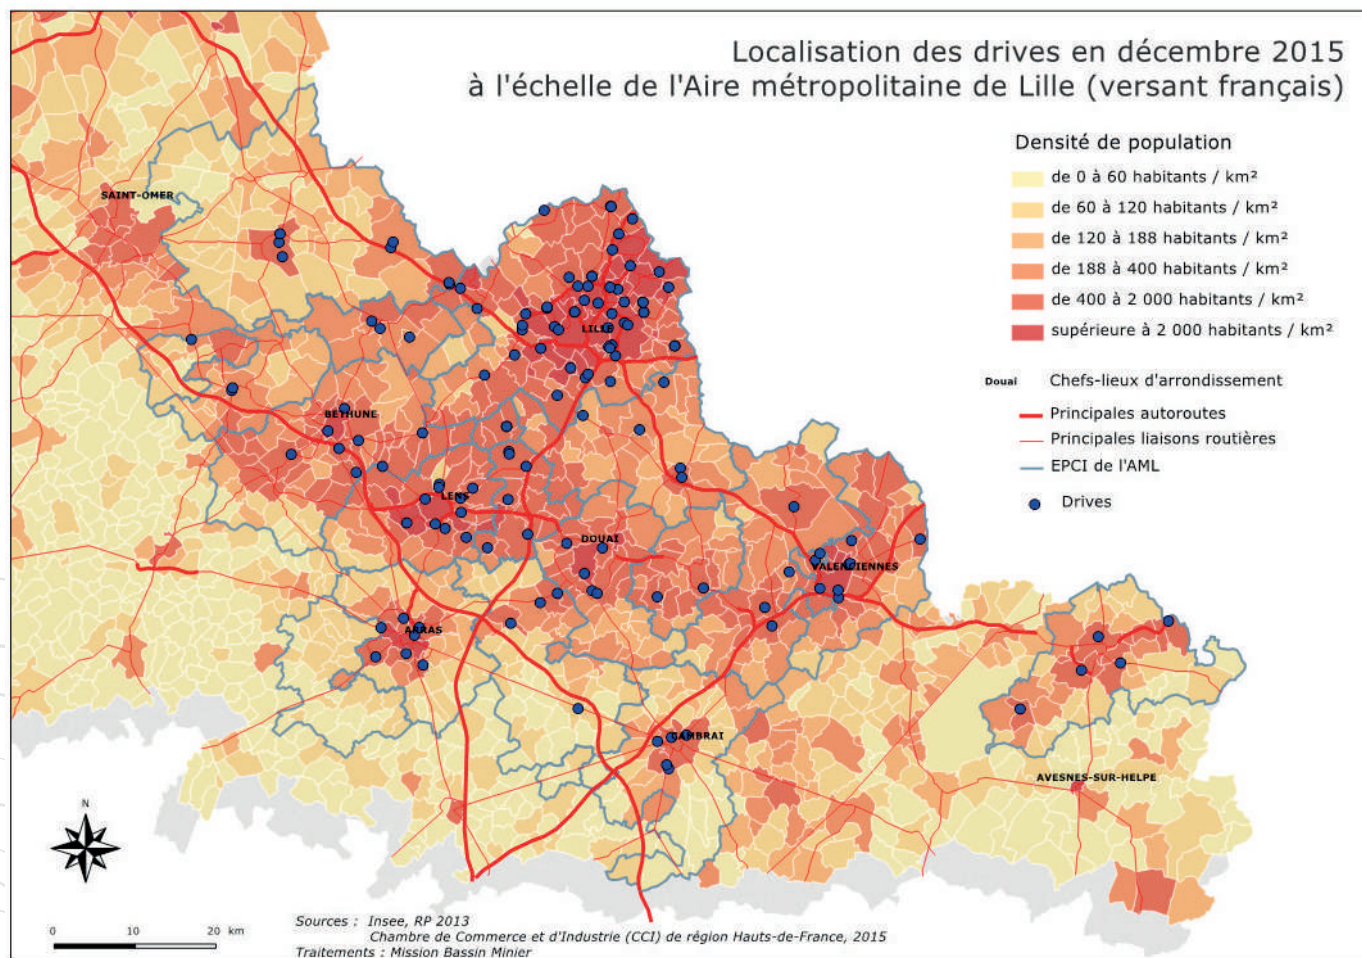 Localisation des drives en décembre 2015
à l'échelle de l'Aire métropolitaine de Lille (versant français)
Densité de population
de 0 à 60 habitants / km²
de 60 à 120 habitants / km²
de 120 à 188 habitants / km²
de 188 à 400 habitants / km²
de 400 à 2 000 habitants / km²
supérieure à 2 000 habitants / km²
Douai Chefs-lieux d'arrondissement
Principales autoroutes
Principales liaisons routières
EPCI de l'AML
Drives
SAINT-OMER
LILLE
BETHUNE
LENS
DOUAI
VALENCIENNES
ARRAS
CAMBRAI
AVESNES-SUR-HELPE
N
0 10 20 km
Sources : Insee, RP 2013
Chambre de Commerce et d'Industrie (CCI) de région Hauts-de-France, 2015
Traitements : Mission Bassin Minier